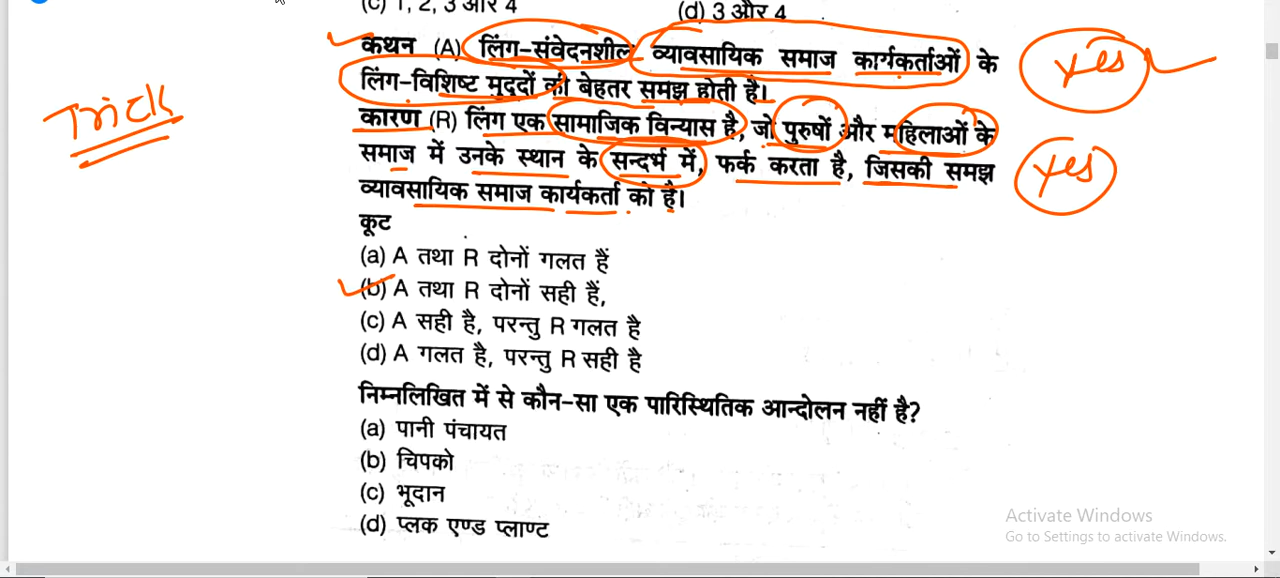 (c) 1, 2, 3 और 4 (d) 3 और 4
कथन (A) लिंग-संवेदनशील व्यावसायिक समाज कार्यकर्ताओं के
लिंग-विशिष्ट मुद्दों की बेहतर समझ होती है।
Yes
Trick
कारण (R) लिंग एक सामाजिक विन्यास है, जो पुरुषों और महिलाओं के
समाज में उनके स्थान के सन्दर्भ में, फर्क करता है, जिसकी समझ
व्यावसायिक समाज कार्यकर्ता को है।
Yes
कूट
(a) A तथा R दोनों गलत हैं
(b) A तथा R दोनों सही हैं,
(c) A सही है, परन्तु R गलत है
(d) A गलत है, परन्तु R सही है
निम्नलिखित में से कौन-सा एक पारिस्थितिक आन्दोलन नहीं है?
(a) पानी पंचायत
(b) चिपको
(c) भूदान
(d) प्लक एण्ड प्लाण्ट
Activate Windows
Go to Settings to activate Windows.